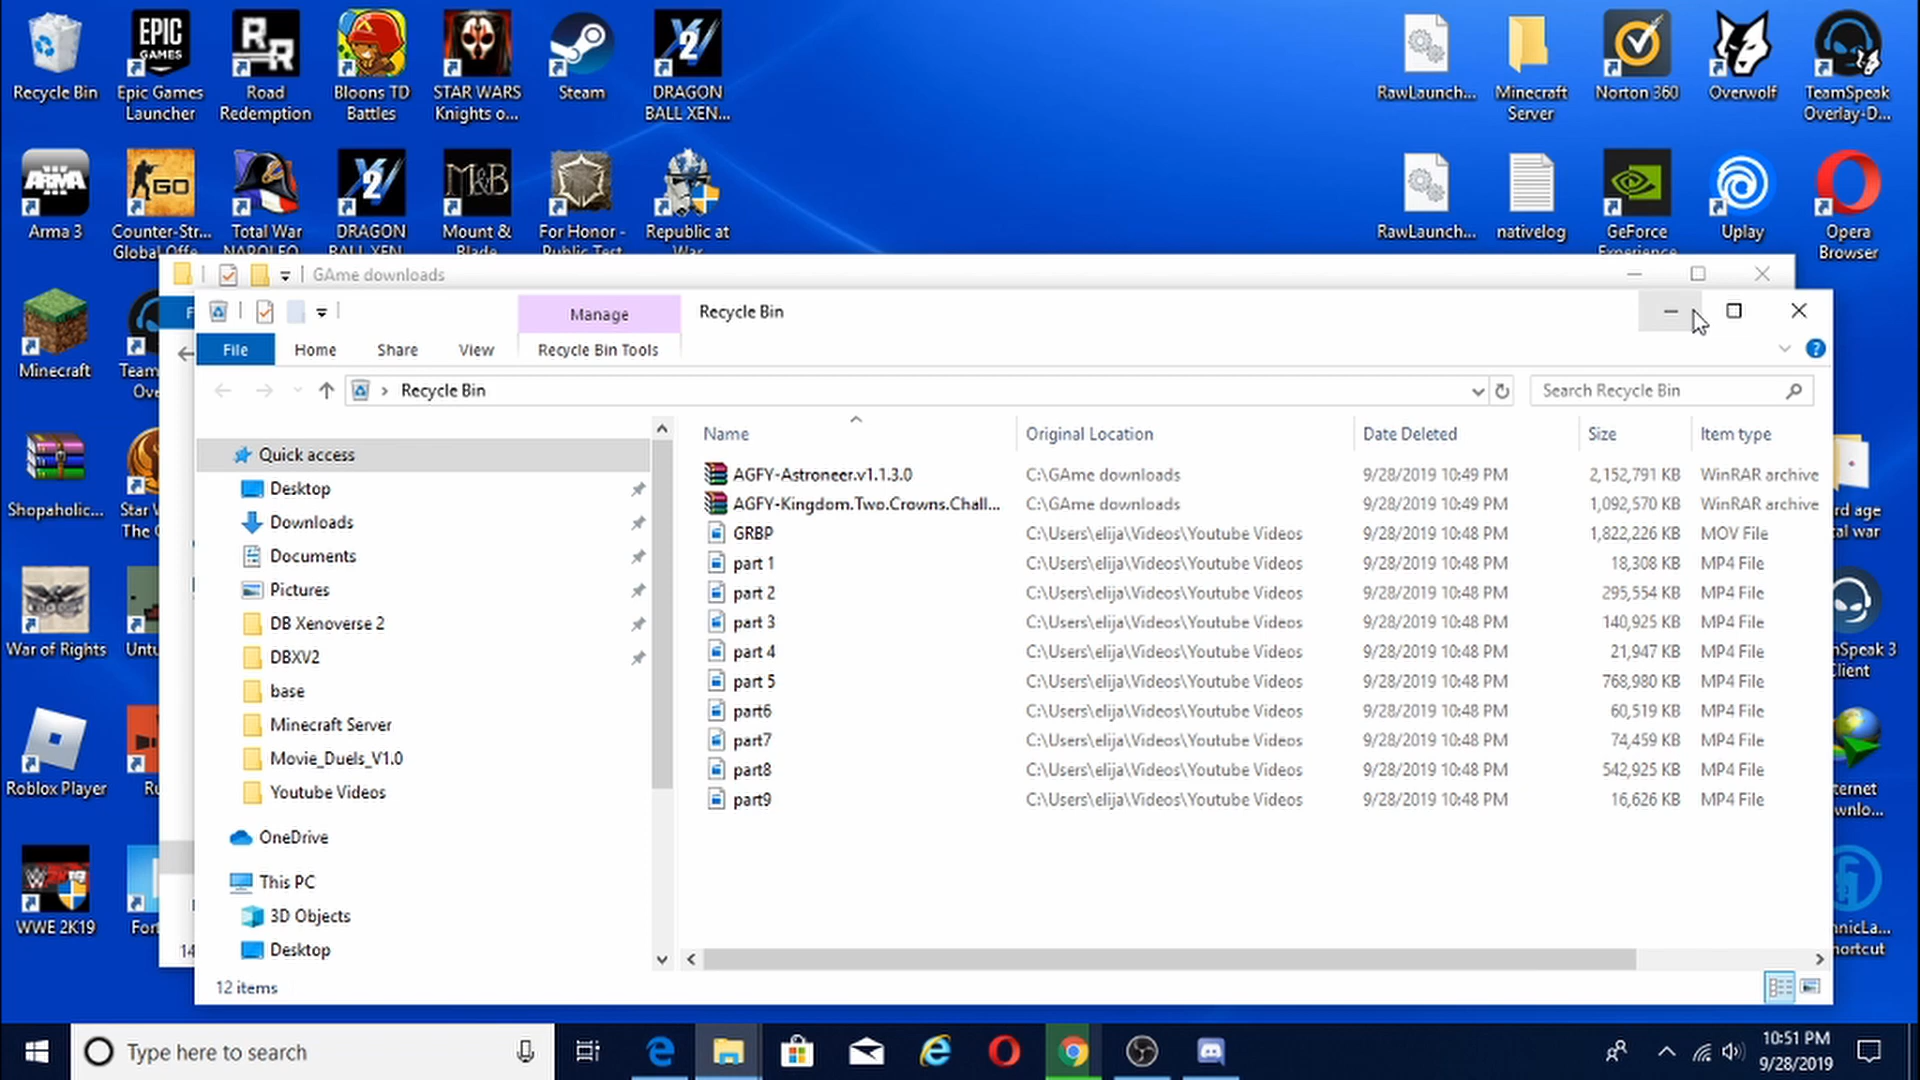 Recycle Bin
Epic Games Launcher
Road Redemption
Bloons TD Battles
STAR WARS Knights o...
Steam
DRAGON BALL XEN...
RawLaunch...
Minecraft Server
Norton 360
Overwolf
TeamSpeak Overlay-D...
Arma 3
Counter-Str... Global Offe...
Total War
DRAGON
Mount &
For Honor -
Republic at
RawLaunch...
nativelog
GeForce
Uplay
Opera Browser
GAme downloads
Manage
Recycle Bin
File
Home
Share
View
Recycle Bin Tools
Recycle Bin
Search Recycle Bin
Name
Original Location
Date Deleted
Size
Item type
AGFY-Astroneer.v1.1.3.0 C:\GAme downloads 9/28/2019 10:49 PM 2,152,791 KB WinRAR archive
AGFY-Kingdom.Two.Crowns.Chall... C:\GAme downloads 9/28/2019 10:49 PM 1,092,570 KB WinRAR archive
GRBP C:\Users\elija\Videos\Youtube Videos 9/28/2019 10:48 PM 1,822,226 KB MOV File
part 1 C:\Users\elija\Videos\Youtube Videos 9/28/2019 10:48 PM 18,308 KB MP4 File
part 2 C:\Users\elija\Videos\Youtube Videos 9/28/2019 10:48 PM 295,554 KB MP4 File
part 3 C:\Users\elija\Videos\Youtube Videos 9/28/2019 10:48 PM 140,925 KB MP4 File
part 4 C:\Users\elija\Videos\Youtube Videos 9/28/2019 10:48 PM 21,947 KB MP4 File
part 5 C:\Users\elija\Videos\Youtube Videos 9/28/2019 10:48 PM 768,980 KB MP4 File
part6 C:\Users\elija\Videos\Youtube Videos 9/28/2019 10:48 PM 60,519 KB MP4 File
part7 C:\Users\elija\Videos\Youtube Videos 9/28/2019 10:48 PM 74,459 KB MP4 File
part8 C:\Users\elija\Videos\Youtube Videos 9/28/2019 10:48 PM 542,925 KB MP4 File
part9 C:\Users\elija\Videos\Youtube Videos 9/28/2019 10:48 PM 16,626 KB MP4 File
Quick access
Desktop
Downloads
Documents
Pictures
DB Xenoverse 2
DBXV2
base
Minecraft Server
Movie_Duels_V1.0
Youtube Videos
OneDrive
This PC
3D Objects
Desktop
12 items
Minecraft
Shopaholic...
War of Rights
Roblox Player
WWE 2K19
Type here to search
10:51 PM
9/28/2019